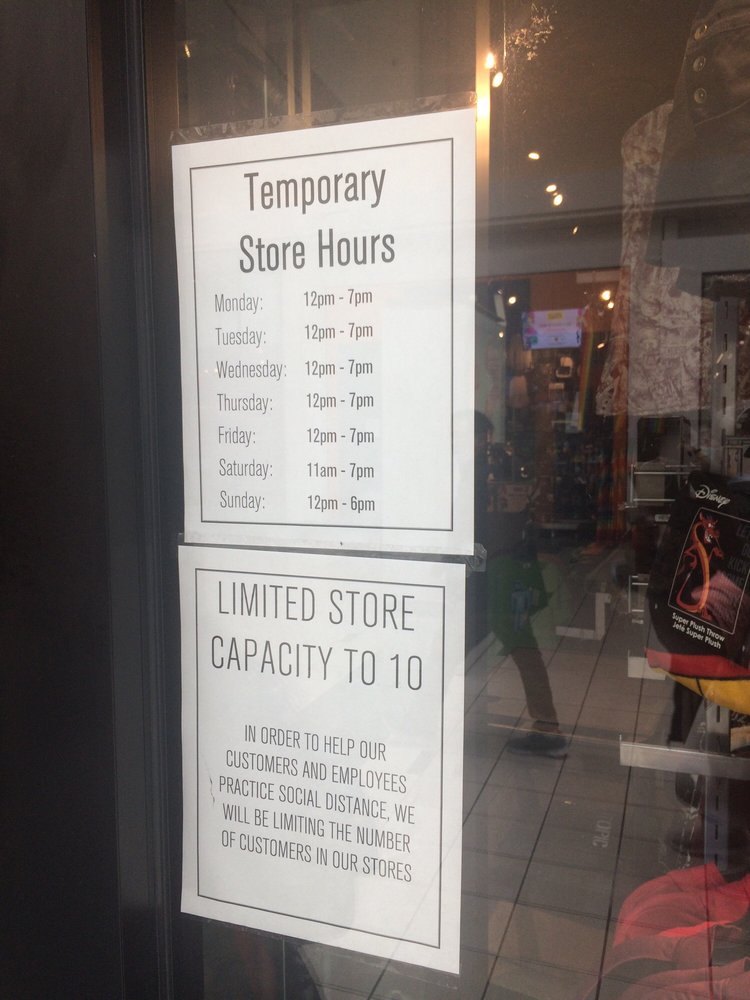 Temporary
Store Hours
Monday: 12pm - 7pm
Tuesday: 12pm - 7pm
Wednesday: 12pm - 7pm
Thursday: 12pm - 7pm
Friday: 12pm - 7pm
Saturday: 11am - 7pm
Sunday: 12pm - 6pm
LIMITED STORE
CAPACITY TO 10
IN ORDER TO HELP OUR
CUSTOMERS AND EMPLOYEES
PRACTICE SOCIAL DISTANCE, WE
WILL BE LIMITING THE NUMBER
OF CUSTOMERS IN OUR STORES
Disney
Super Plush Throw
Jeté Super Plush